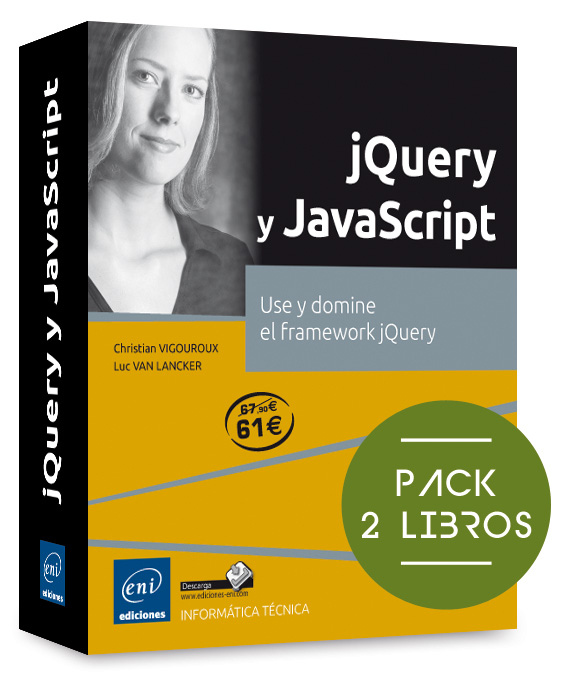 jQuery y JavaScript
jQuery
y JavaScript
Use y domine
el framework jQuery
Christian VIGOUROUX
Luc VAN LANCKER
67,90€
61€
PACK
2 LIBROS
eni
ediciones
eni
ediciones
Descarga
www.ediciones-eni.com
INFORMÁTICA TÉCNICA